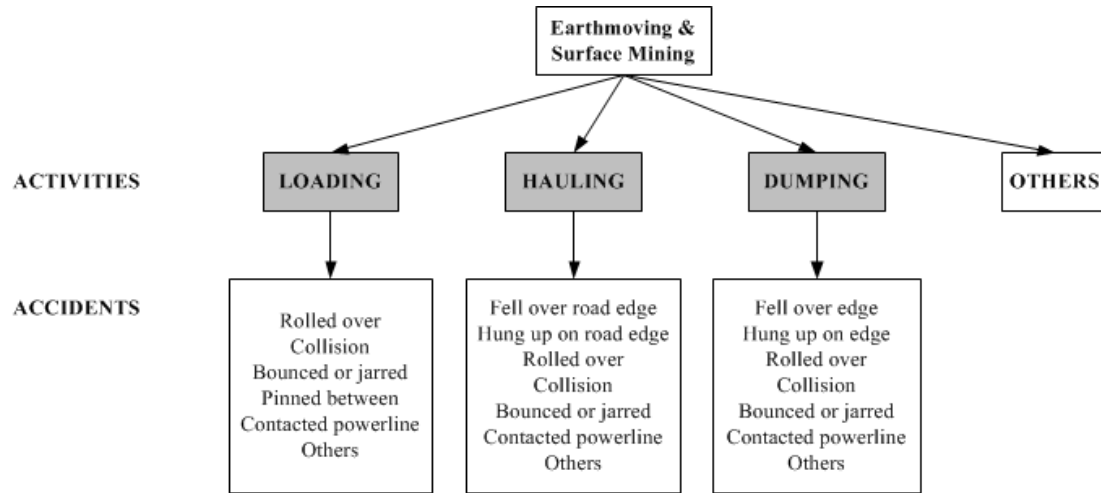 Earthmoving &
Surface Mining
ACTIVITIES
LOADING
HAULING
DUMPING
OTHERS
ACCIDENTS
Rolled over
Collision
Bounced or jarred
Pinned between
Contacted powerline
Others
Fell over road edge
Hung up on road edge
Rolled over
Collision
Bounced or jarred
Contacted powerline
Others
Fell over edge
Hung up on edge
Rolled over
Collision
Bounced or jarred
Contacted powerline
Others